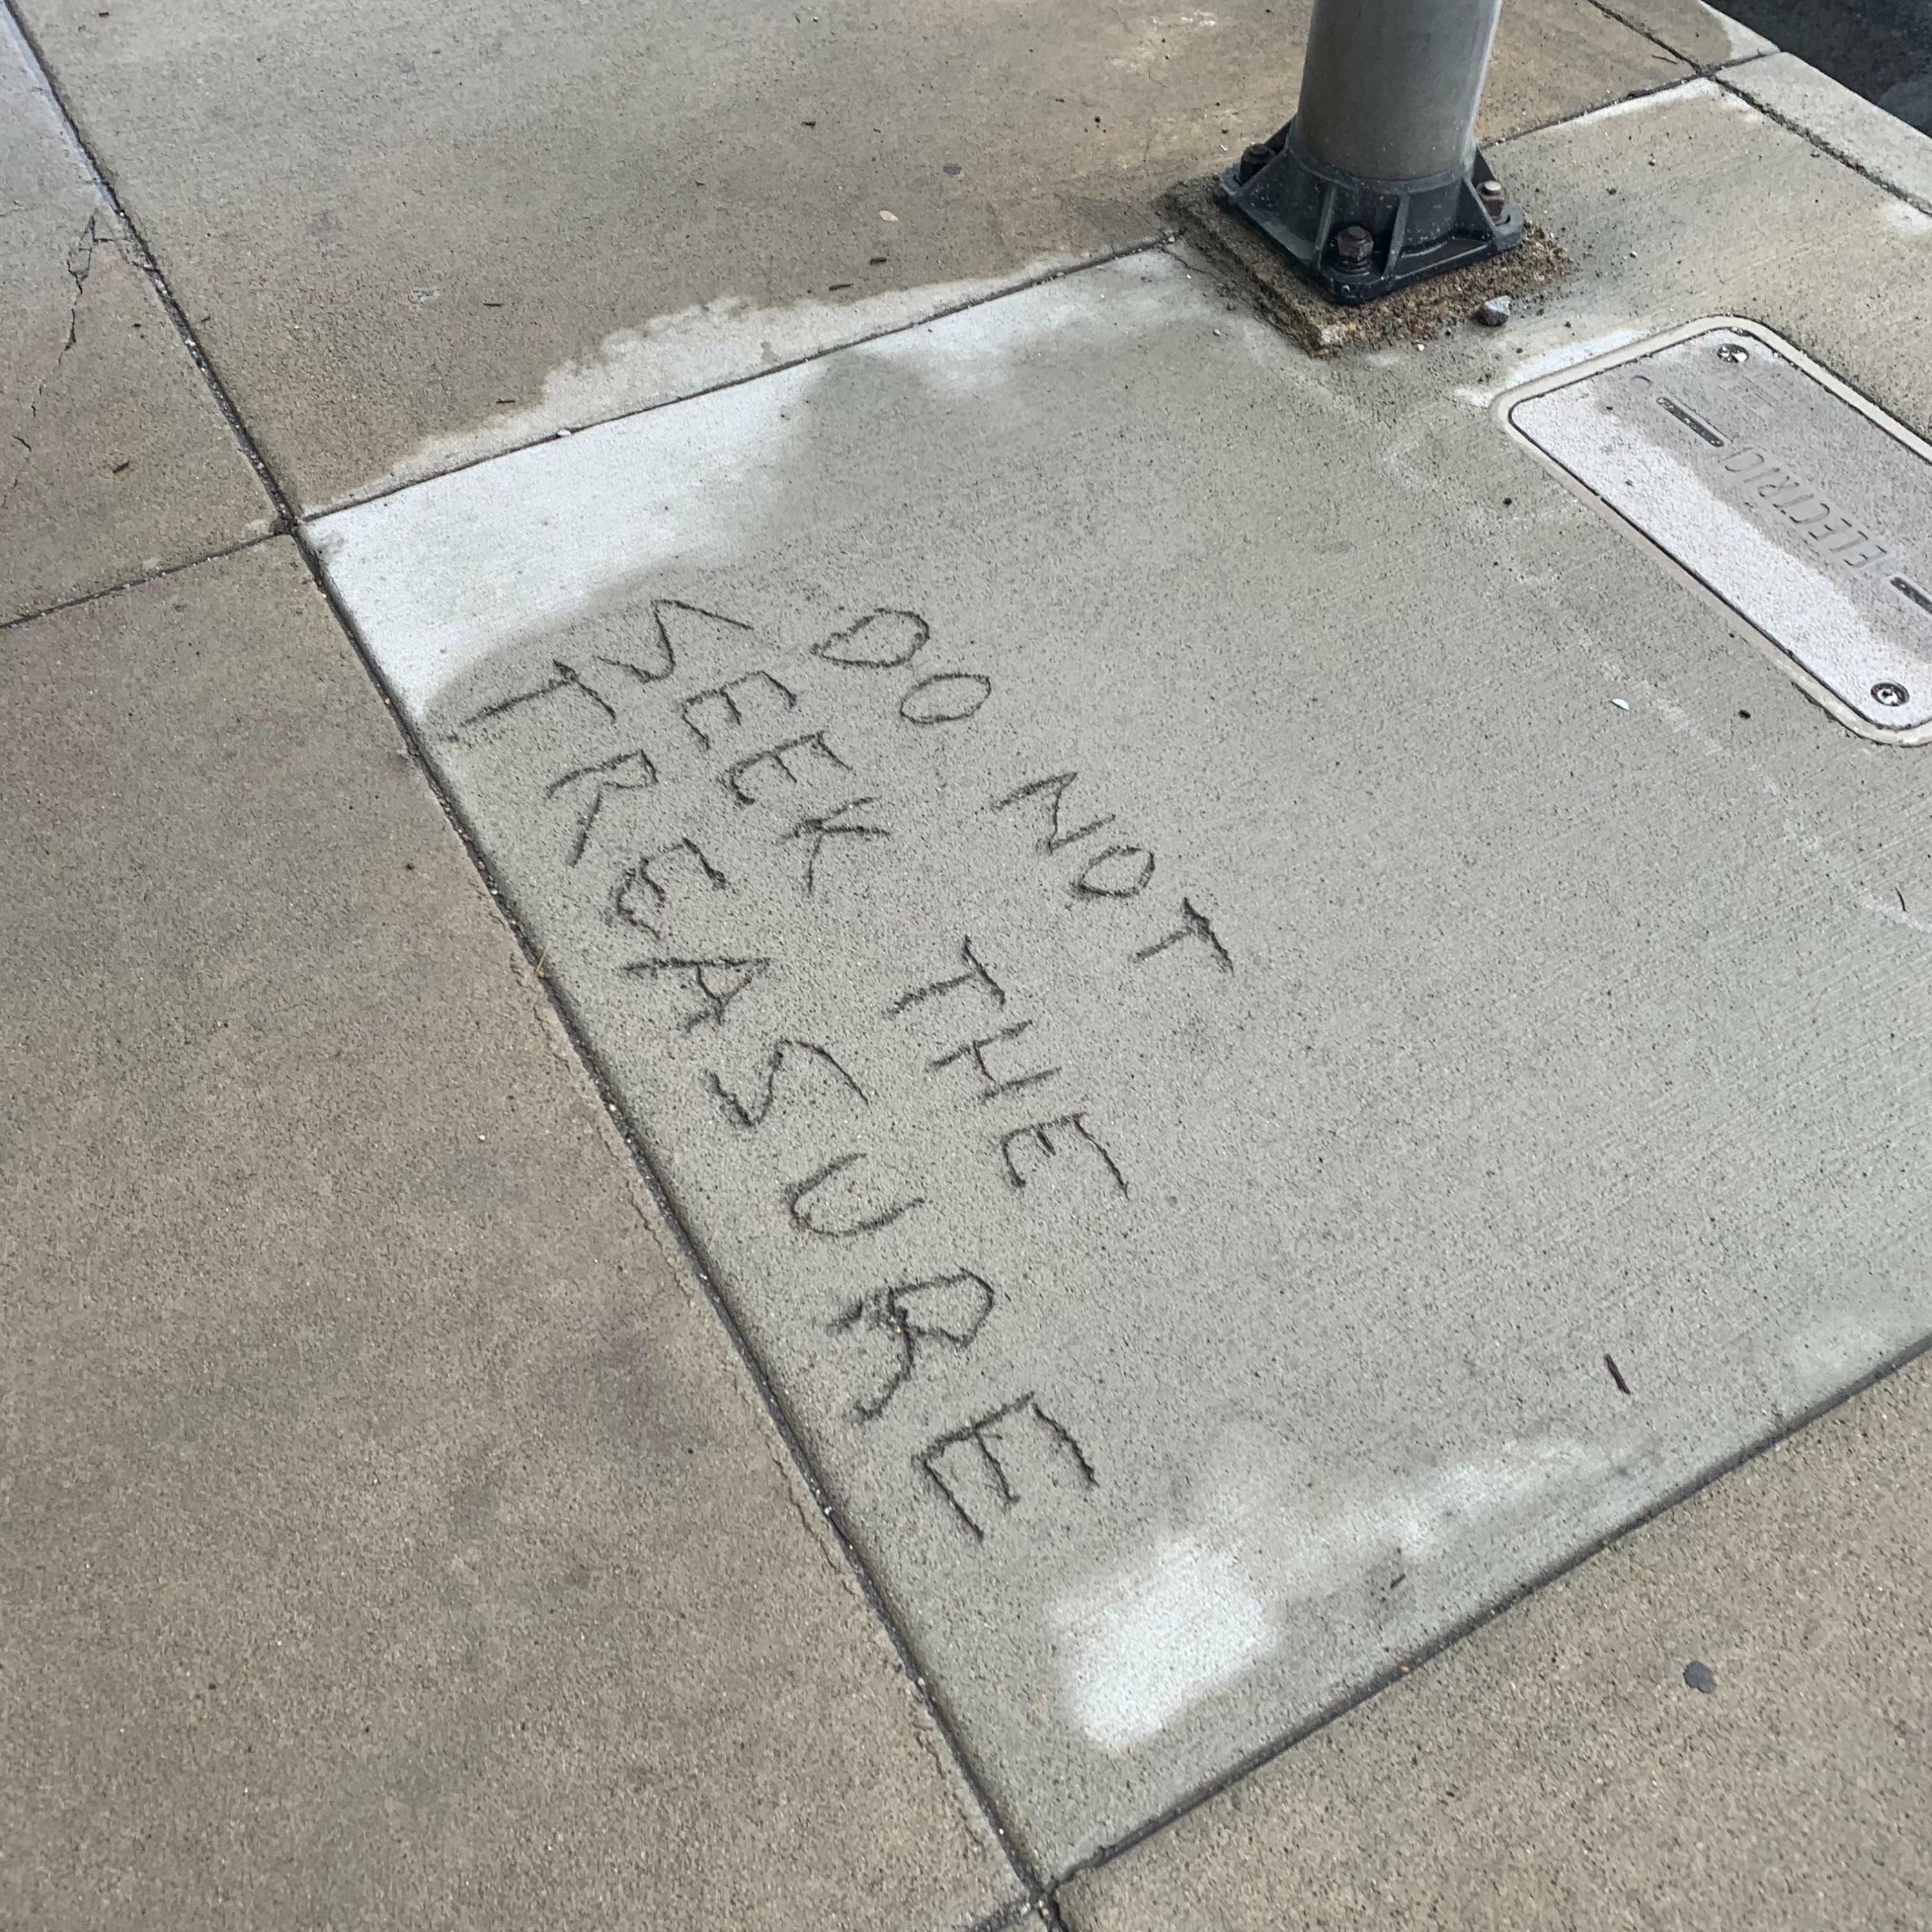 DO NOT
SEEK THE
TREASURE
ELECTRIC